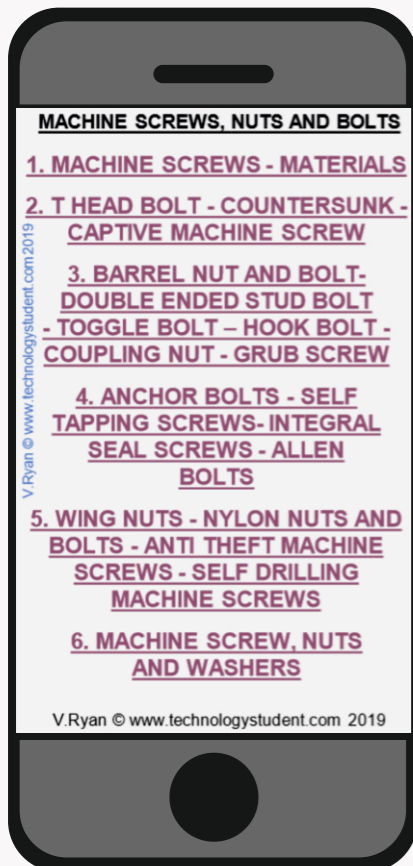 MACHINE SCREWS, NUTS AND BOLTS
1. MACHINE SCREWS - MATERIALS
2. T HEAD BOLT - COUNTERSUNK -
CAPTIVE MACHINE SCREW
3. BARREL NUT AND BOLT-
DOUBLE ENDED STUD BOLT
- TOGGLE BOLT – HOOK BOLT -
COUPLING NUT - GRUB SCREW
4. ANCHOR BOLTS - SELF
TAPPING SCREWS- INTEGRAL
SEAL SCREWS - ALLEN
BOLTS
5. WING NUTS - NYLON NUTS AND
BOLTS - ANTI THEFT MACHINE
SCREWS - SELF DRILLING
MACHINE SCREWS
6. MACHINE SCREW, NUTS
AND WASHERS
V.Ryan © www.technologystudent.com 2019
V.Ryan © www.technologystudent.com 2019